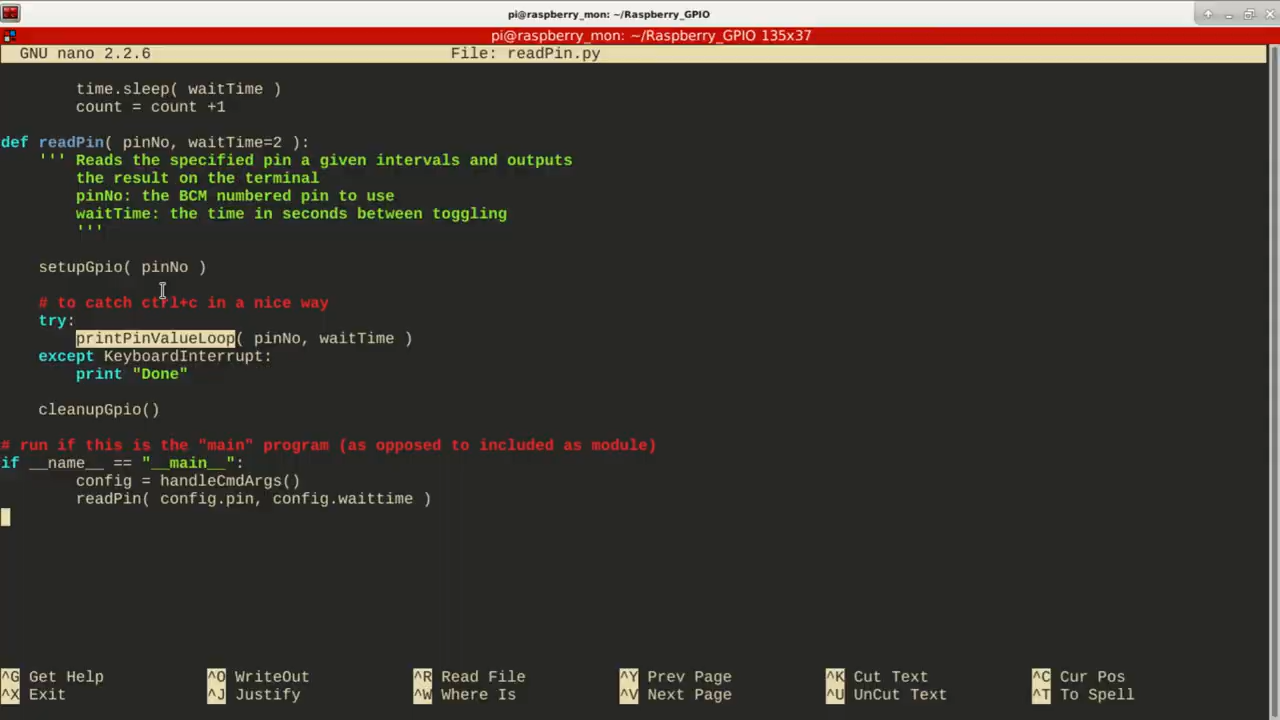 pi@raspberry_mon: ~/Raspberry_GPIO
pi@raspberry_mon: ~/Raspberry_GPIO 135x37
GNU nano 2.2.6 File: readPin.py
time.sleep( waitTime )
count = count +1
def readPin( pinNo, waitTime=2 ):
''' Reads the specified pin a given intervals and outputs
the result on the terminal
pinNo: the BCM numbered pin to use
waitTime: the time in seconds between toggling
'''
setupGpio( pinNo )
# to catch ctrl+c in a nice way
try:
printPinValueLoop( pinNo, waitTime )
except KeyboardInterrupt:
print "Done"
cleanupGpio()
# run if this is the "main" program (as opposed to included as module)
if __name__ == "__main__":
config = handleCmdArgs()
readPin( config.pin, config.waittime )
^G Get Help ^O WriteOut ^R Read File ^Y Prev Page ^K Cut Text ^C Cur Pos
^X Exit ^J Justify ^W Where Is ^V Next Page ^U UnCut Text ^T To Spell